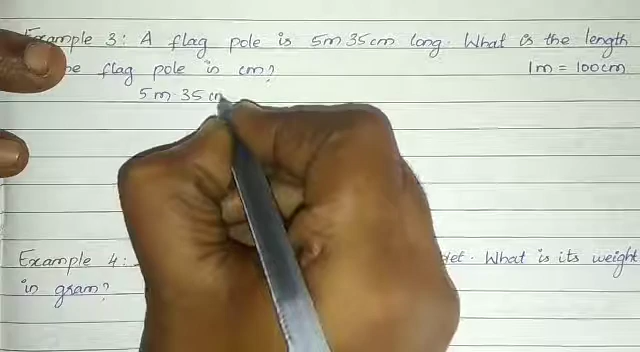 Example 3: A flag pole is 5m 35cm long. What is the length
flag pole in cm? 1m = 100cm
5m 35 c
Example 4: What is its weight
in gram?